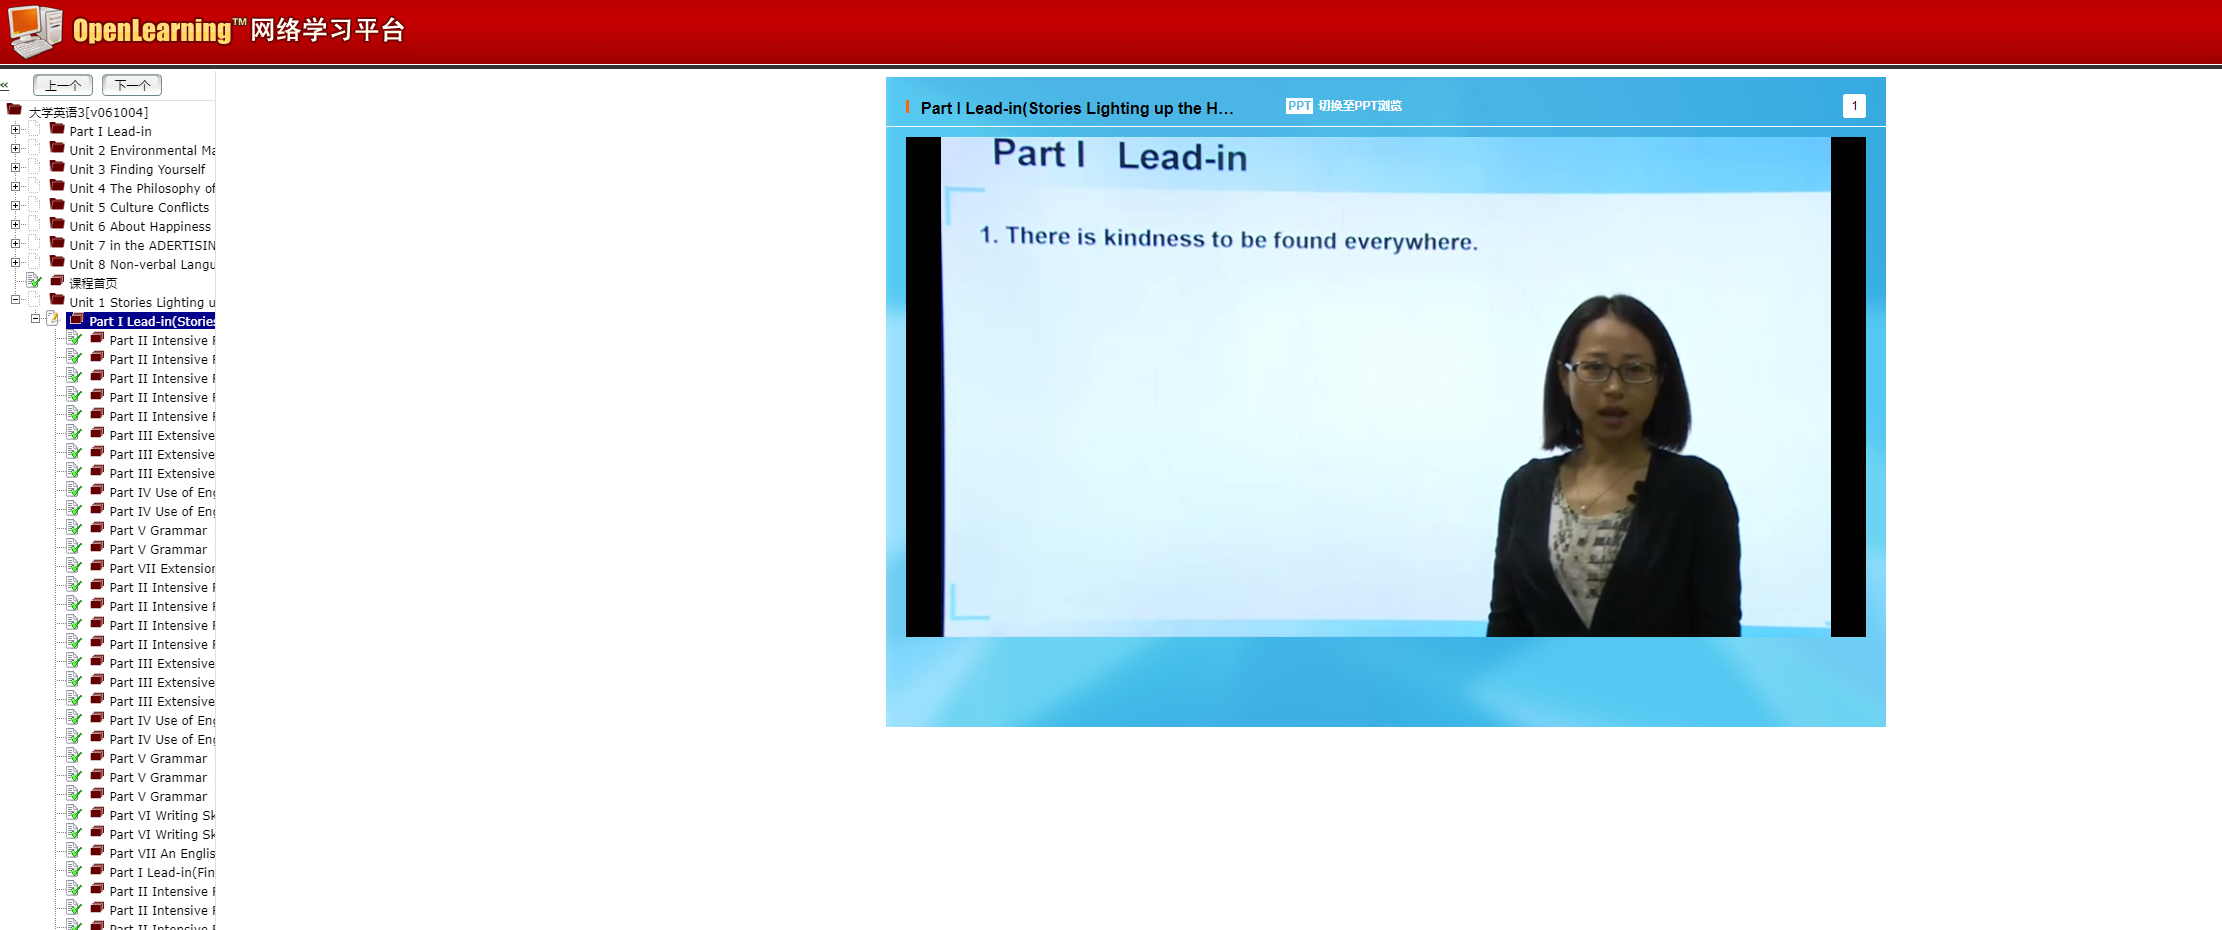 OpenLearning™网络学习平台
«
上一个 下一个
大学英语3[v061004]
Part I Lead-in
Unit 2 Environmental Ma
Unit 3 Finding Yourself
Unit 4 The Philosophy of
Unit 5 Culture Conflicts
Unit 6 About Happiness
Unit 7 in the ADERTISIN
Unit 8 Non-verbal Langu
课程首页
Unit 1 Stories Lighting u
Part I Lead-in(Stories
Part II Intensive R
Part II Intensive R
Part II Intensive R
Part II Intensive R
Part II Intensive R
Part III Extensive
Part III Extensive
Part III Extensive
Part IV Use of Eng
Part IV Use of Eng
Part V Grammar
Part V Grammar
Part VII Extension
Part II Intensive R
Part II Intensive R
Part II Intensive R
Part II Intensive R
Part III Extensive
Part III Extensive
Part III Extensive
Part IV Use of Eng
Part IV Use of Eng
Part V Grammar
Part V Grammar
Part V Grammar
Part VI Writing Sk
Part VI Writing Sk
Part VII An Englis
Part I Lead-in(Fin
Part II Intensive R
Part II Intensive R
Part II Intensive R
Part I Lead-in(Stories Lighting up the H...
PPT 切换至PPT浏览
1
Part I Lead-in
1. There is kindness to be found everywhere.